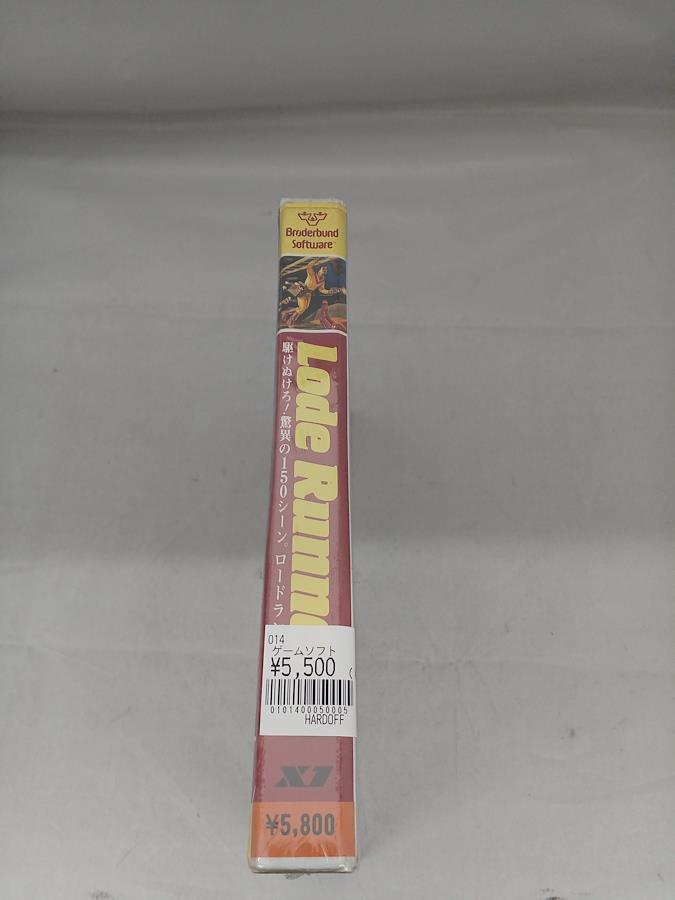 Brøderbund
Software
Lode Runne
駆けぬけろ!驚異の150シーン。ロードラン
014
ゲームソフト
¥5,500
0101400050005
HARDOFF
X1
¥5,800